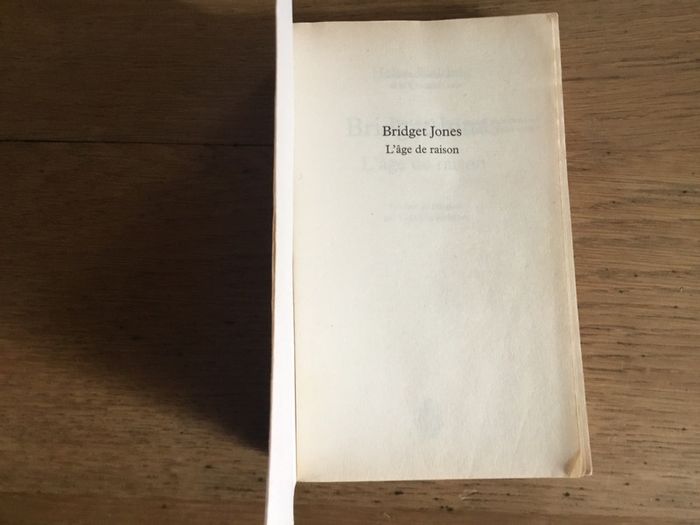 Bridget Jones
L'âge de raison